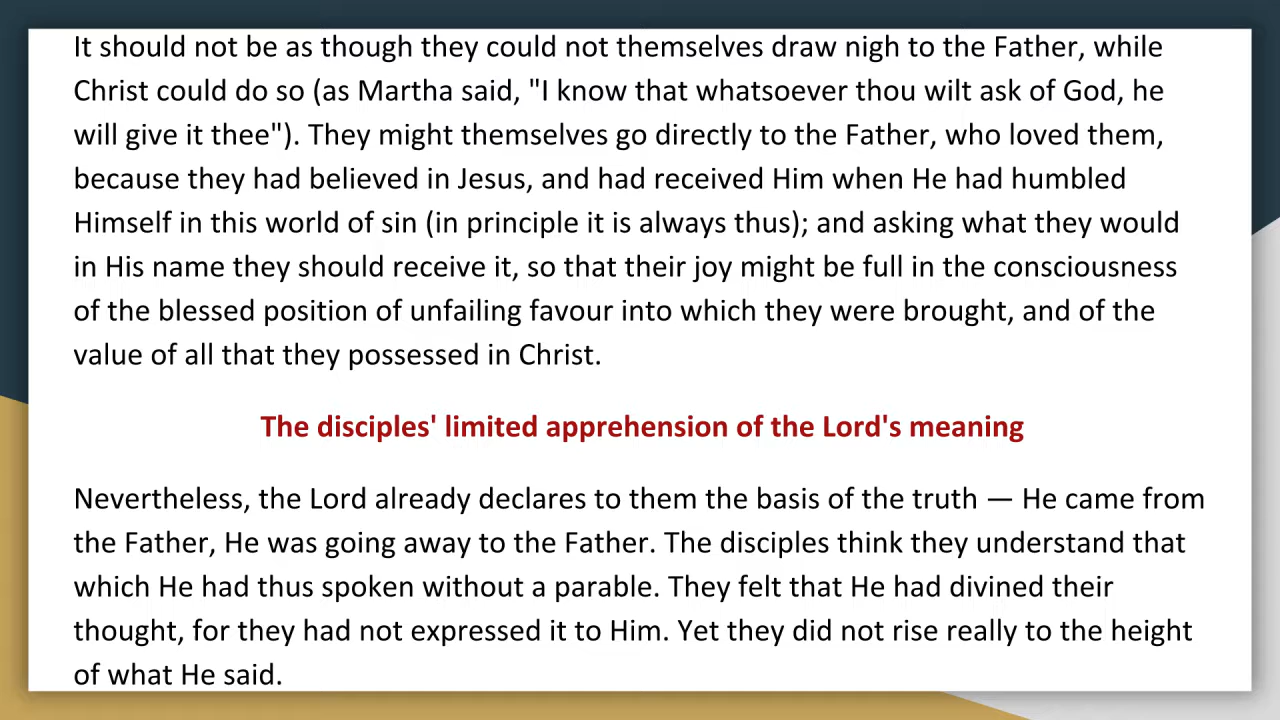 It should not be as though they could not themselves draw nigh to the Father, while
Christ could do so (as Martha said, "I know that whatsoever thou wilt ask of God, he
will give it thee"). They might themselves go directly to the Father, who loved them,
because they had believed in Jesus, and had received Him when He had humbled
Himself in this world of sin (in principle it is always thus); and asking what they would
in His name they should receive it, so that their joy might be full in the consciousness
of the blessed position of unfailing favour into which they were brought, and of the
value of all that they possessed in Christ.
The disciples' limited apprehension of the Lord's meaning
Nevertheless, the Lord already declares to them the basis of the truth — He came from
the Father, He was going away to the Father. The disciples think they understand that
which He had thus spoken without a parable. They felt that He had divined their
thought, for they had not expressed it to Him. Yet they did not rise really to the height
of what He said.